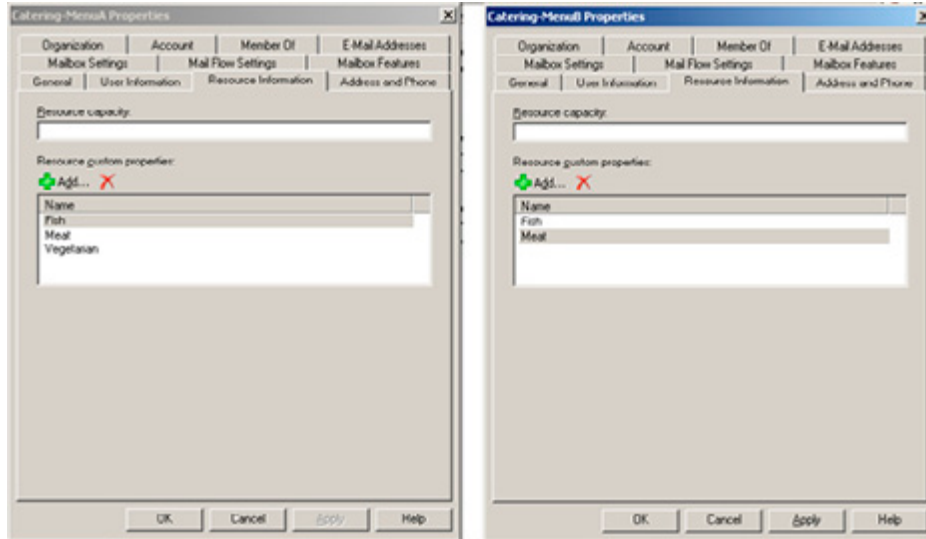 Catering-MenuA Properties
Organization Account Member Of E-Mail Addresses
Mailbox Settings Mail Flow Settings Mailbox Features
General User Information Resource Information Address and Phone
Resource capacity:
Resource custom properties:
Add...
Name
Fish
Meat
Vegetarian
OK Cancel Apply Help
Catering-MenuB Properties
Organization Account Member Of E-Mail Addresses
Mailbox Settings Mail Flow Settings Mailbox Features
General User Information Resource Information Address and Phone
Resource capacity:
Resource custom properties:
Add...
Name
Fish
Meat
OK Cancel Apply Help